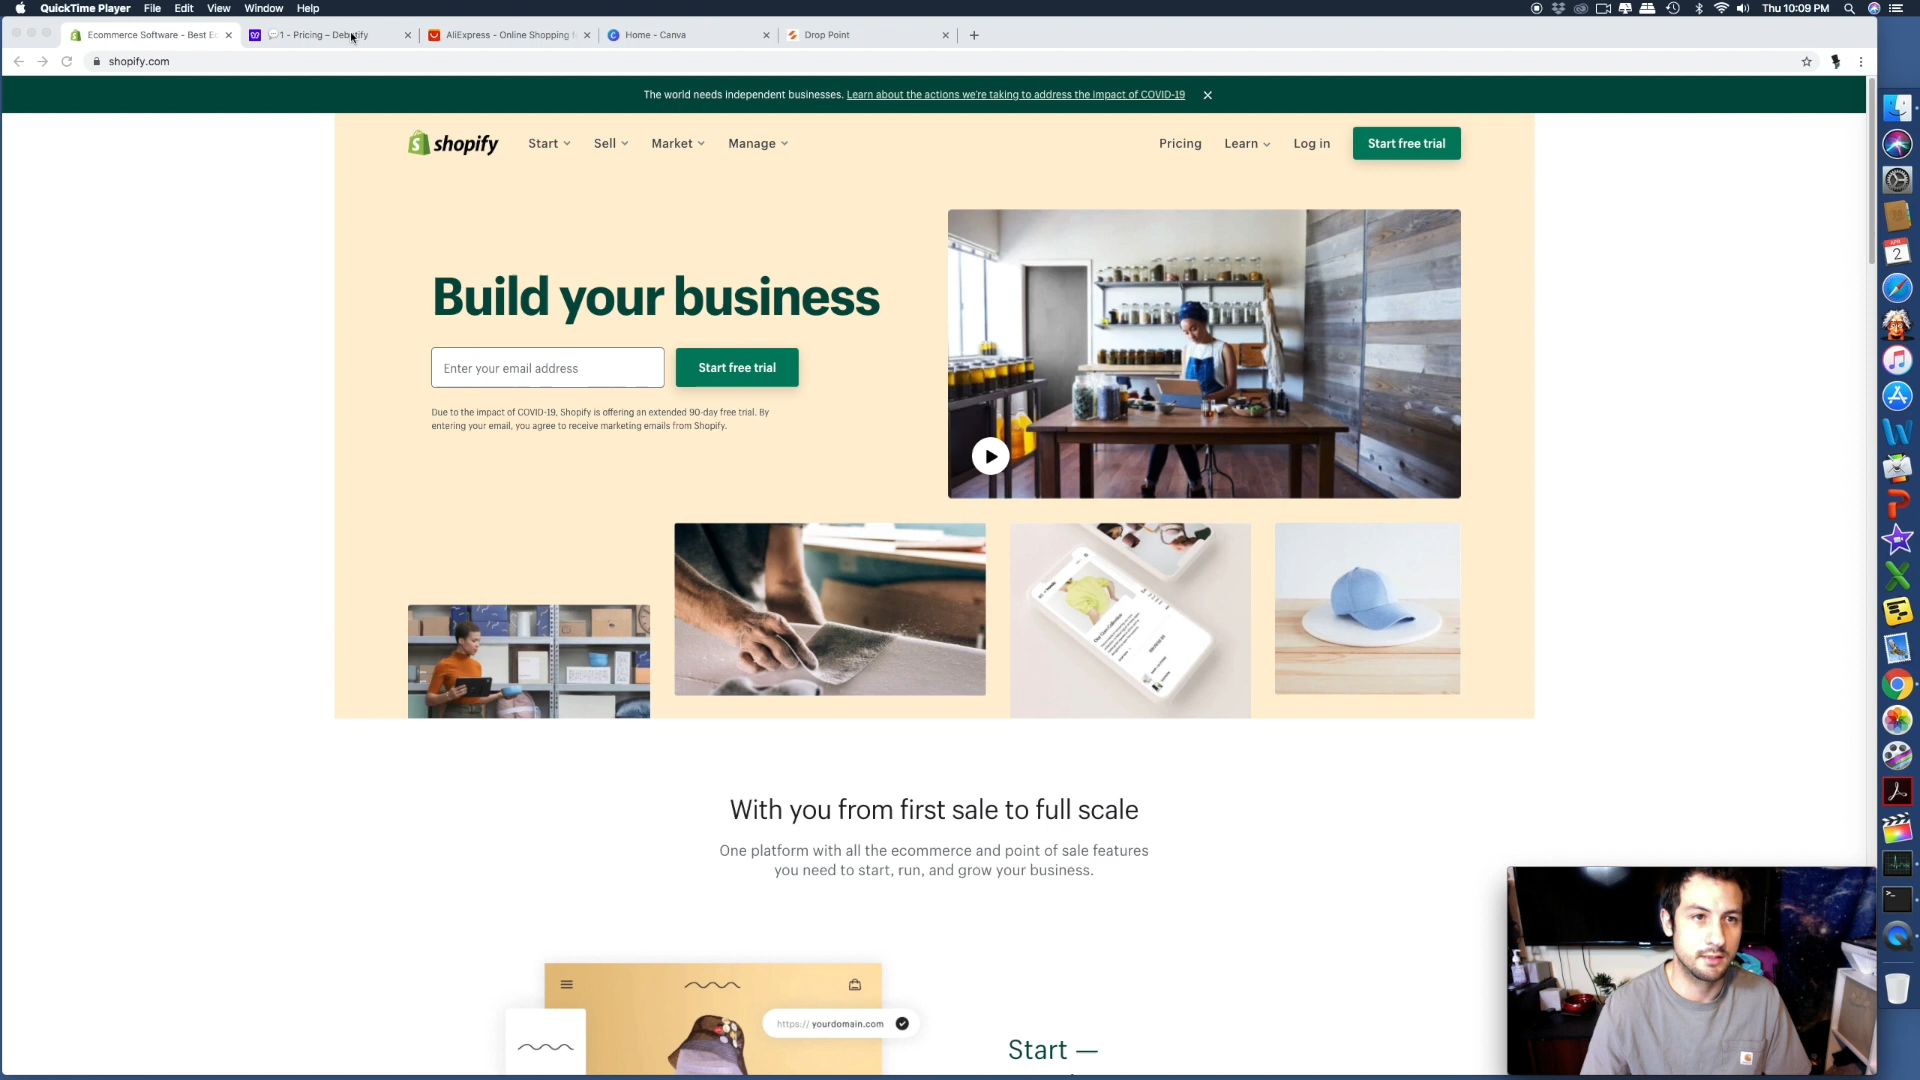 QuickTime Player File Edit View Window Help Thu 10:09 PM
Ecommerce Software - Best Ec 1 - Pricing – Debutify AliExpress - Online Shopping f Home - Canva Drop Point
shopify.com
The world needs independent businesses. Learn about the actions we're taking to address the impact of COVID-19
shopify Start Sell Market Manage Pricing Learn Log in Start free trial
Build your business
Enter your email address Start free trial
Due to the impact of COVID-19, Shopify is offering an extended 90-day free trial. By
entering your email, you agree to receive marketing emails from Shopify.
With you from first sale to full scale
One platform with all the ecommerce and point of sale features
you need to start, run, and grow your business.
https:// yourdomain.com
Start —
APR
2